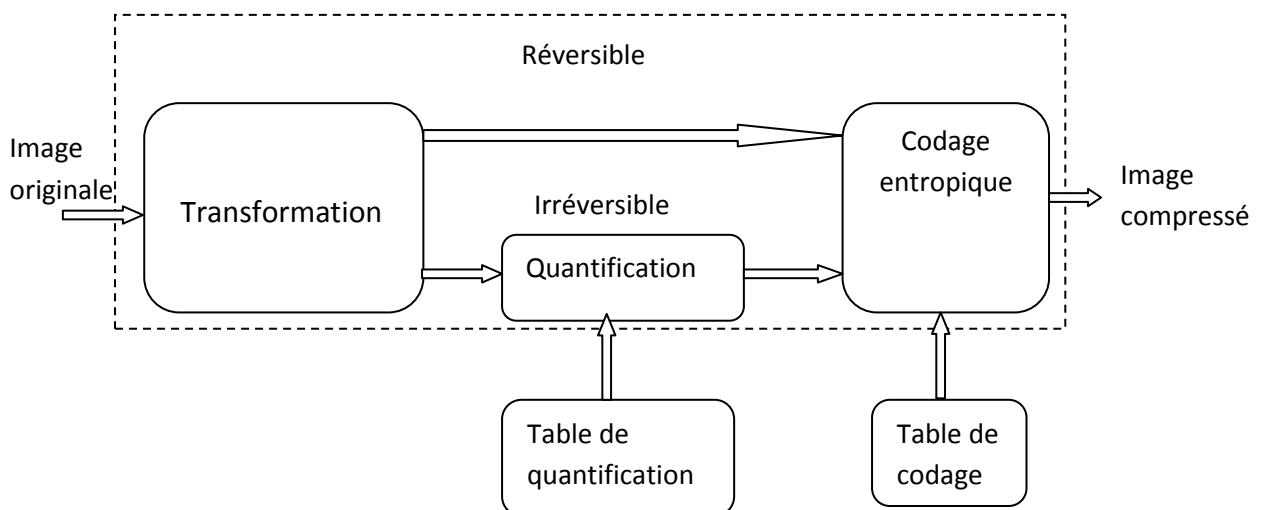 Réversible
Image
originale
Transformation
Irréversible
Quantification
Codage
entropique
Image
compressé
Table de
quantification
Table de
codage